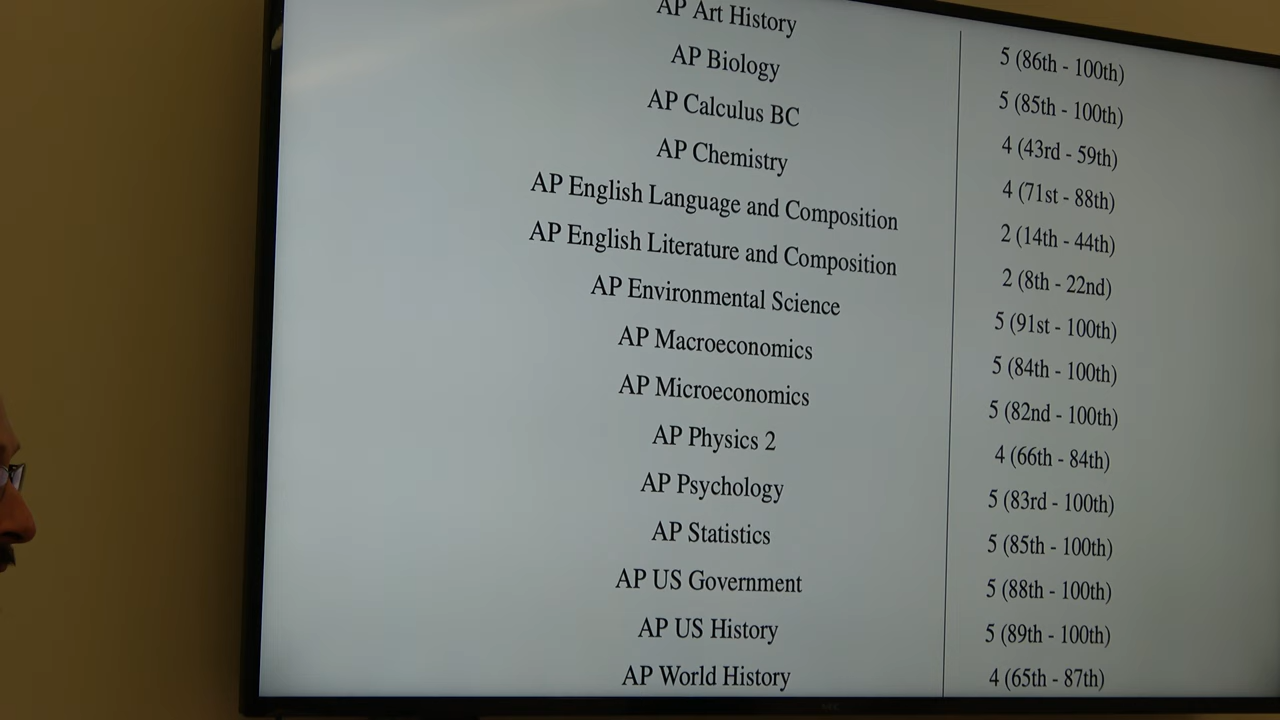 AP Art History 5 (86th - 100th)
AP Biology 5 (85th - 100th)
AP Calculus BC 4 (43rd - 59th)
AP Chemistry 4 (71st - 88th)
AP English Language and Composition 2 (14th - 44th)
AP English Literature and Composition 2 (8th - 22nd)
AP Environmental Science 5 (91st - 100th)
AP Macroeconomics 5 (84th - 100th)
AP Microeconomics 5 (82nd - 100th)
AP Physics 2 4 (66th - 84th)
AP Psychology 5 (83rd - 100th)
AP Statistics 5 (85th - 100th)
AP US Government 5 (88th - 100th)
AP US History 5 (89th - 100th)
AP World History 4 (65th - 87th)